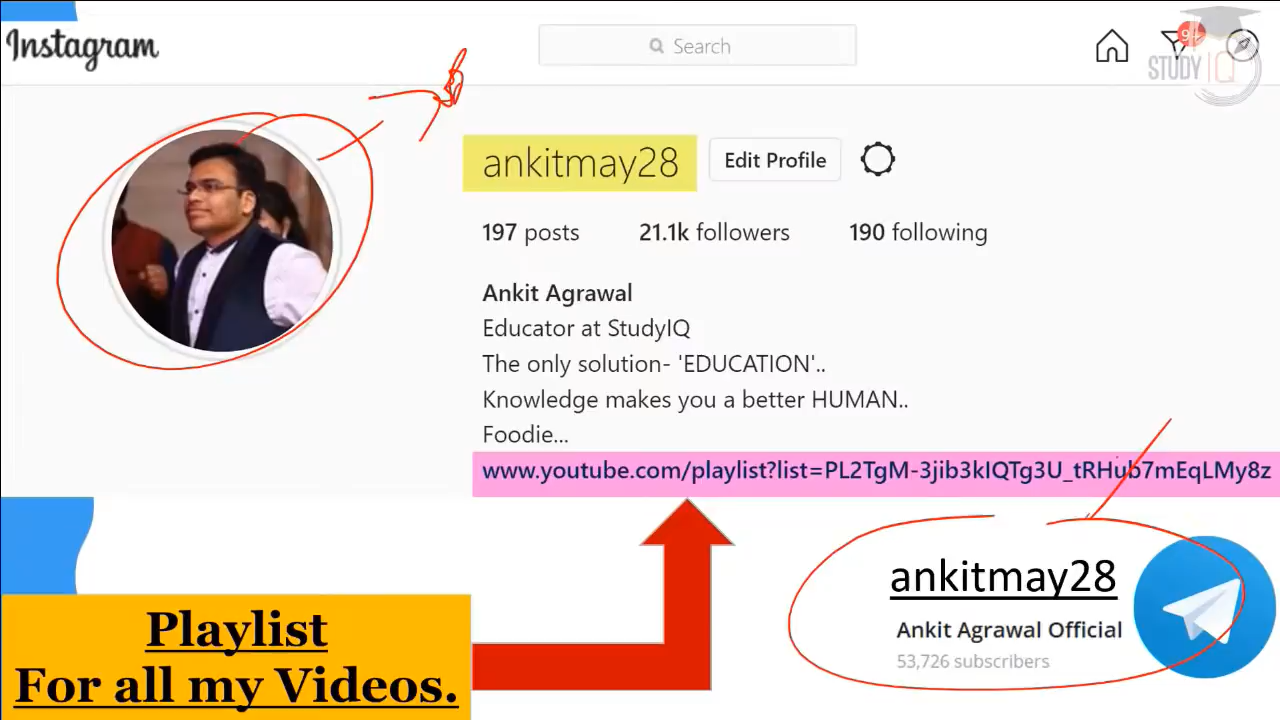 Instagram
Search
9+
STUDY IQ
ankitmay28
Edit Profile
197 posts 21.1k followers 190 following
Ankit Agrawal
Educator at StudyIQ
The only solution- 'EDUCATION'..
Knowledge makes you a better HUMAN..
Foodie...
www.youtube.com/playlist?list=PL2TgM-3jib3kIQTg3U_tRHub7mEqLMy8z
ankitmay28
Ankit Agrawal Official
53,726 subscribers
Playlist
For all my Videos.